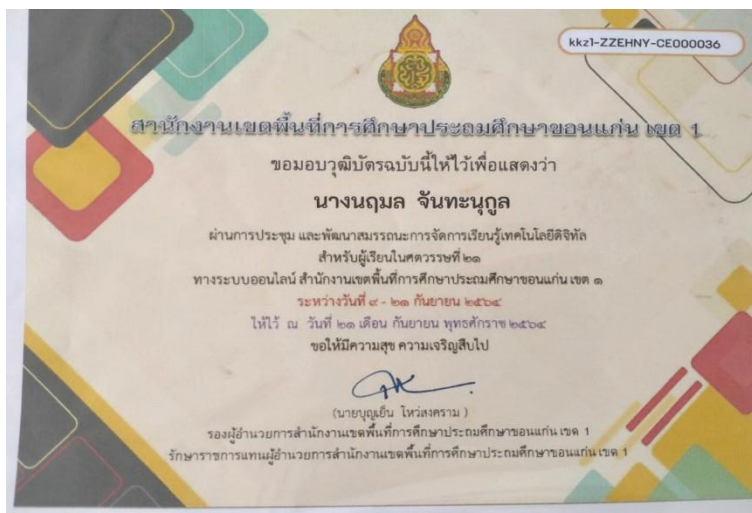 kkz1-ZZEHNY-CE000036
สำนักงานเขตพื้นที่การศึกษาประถมศึกษาขอนแก่น เขต 1
ขอมอบวุฒิบัตรฉบับนี้ให้ไว้เพื่อแสดงว่า
นางนฤมล จันทะนุกูล
ผ่านการประชุม และพัฒนาสมรรถนะการจัดการเรียนรู้เทคโนโลยีดิจิทัล
สำหรับผู้เรียนในศตวรรษที่ ๒๑
ทางระบบออนไลน์ สำนักงานเขตพื้นที่การศึกษาประถมศึกษาขอนแก่น เขต ๑
ระหว่างวันที่ ๙ - ๒๑ กันยายน ๒๕๖๔
ให้ไว้ ณ วันที่ ๒๑ เดือน กันยายน พุทธศักราช ๒๕๖๔
ขอให้มีความสุข ความเจริญสืบไป
(นายบุญเย็น โหว่สงคราม )
รองผู้อำนวยการสำนักงานเขตพื้นที่การศึกษาประถมศึกษาขอนแก่น เขต 1
รักษาราชการแทนผู้อำนวยการสำนักงานเขตพื้นที่การศึกษาประถมศึกษาขอนแก่น เขต 1